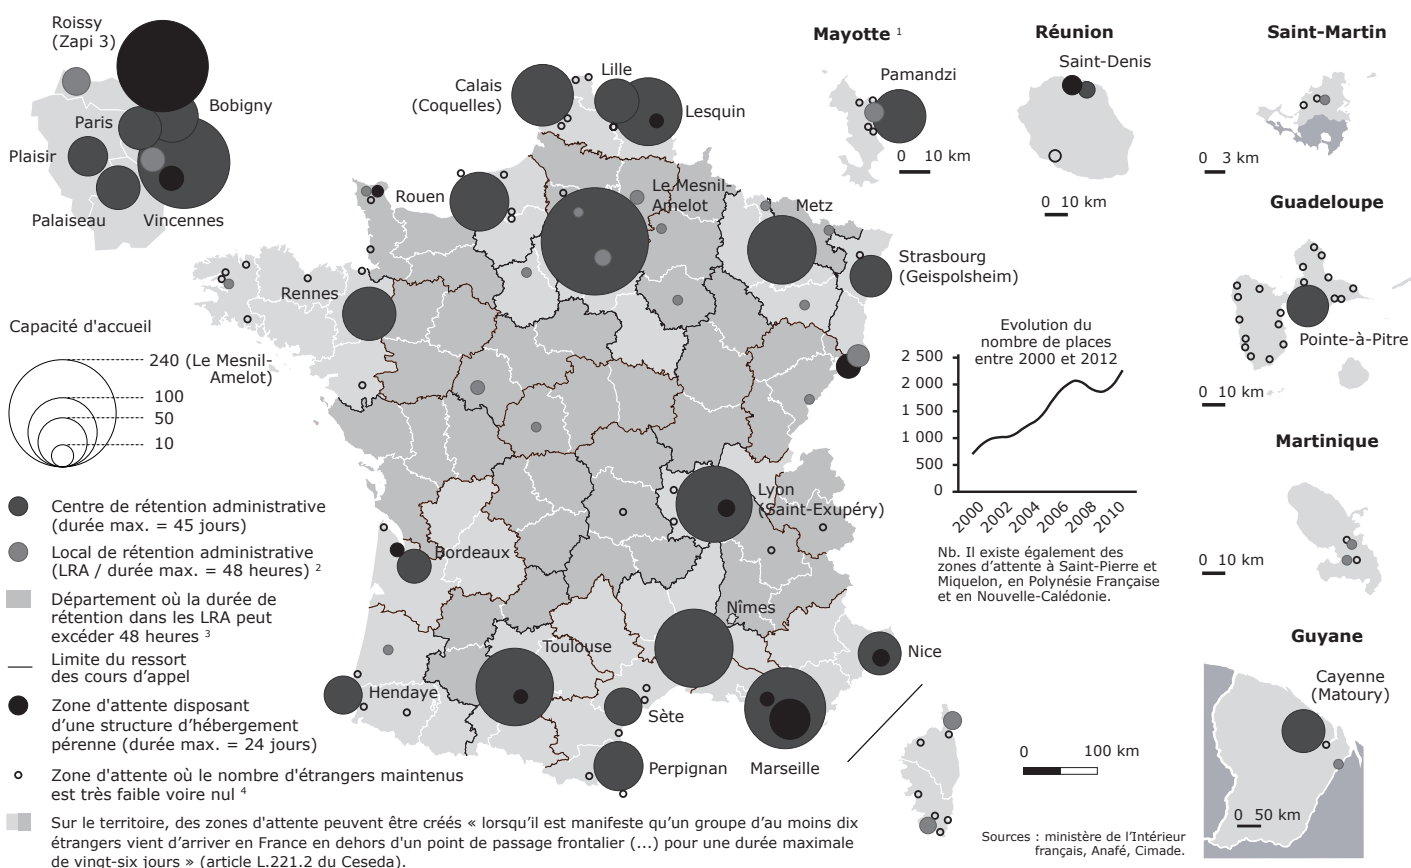 Roissy
(Zapi 3)
Bobigny
Paris
Plaisir
Palaiseau
Vincennes
Calais
(Coquelles)
Lille
Lesquin
Rouen
Le Mesnil-
Amelot
Metz
Strasbourg
(Geispolsheim)
Rennes
Lyon
(Saint-Exupéry)
Bordeaux
Nîmes
Toulouse
Nice
Hendaye
Sète
Perpignan
Marseille
0 100 km
Mayotte 1
Pamandzi
0 10 km
Réunion
Saint-Denis
0 10 km
Saint-Martin
0 3 km
Guadeloupe
Pointe-à-Pitre
0 10 km
Martinique
0 10 km
Guyane
Cayenne
(Matoury)
0 50 km
Evolution du
nombre de places
entre 2000 et 2012
2 500
2 000
1 500
1 000
500
0
2000 2002 2004 2006 2008 2010
Nb. Il existe également des
zones d'attente à Saint-Pierre et
Miquelon, en Polynésie Française
et en Nouvelle-Calédonie.
Capacité d'accueil
240 (Le Mesnil-
Amelot)
100
50
10
Centre de rétention administrative
(durée max. = 45 jours)
Local de rétention administrative
(LRA / durée max. = 48 heures) 2
Département où la durée de
rétention dans les LRA peut
excéder 48 heures 3
Limite du ressort
des cours d'appel
Zone d'attente disposant
d'une structure d'hébergement
pérenne (durée max. = 24 jours)
Zone d'attente où le nombre d'étrangers maintenus
est très faible voire nul 4
Sur le territoire, des zones d'attente peuvent être créés « lorsqu'il est manifeste qu'un groupe d'au moins dix
étrangers vient d'arriver en France en dehors d'un point de passage frontalier (...) pour une durée maximale
de vingt-six jours » (article L.221.2 du Ceseda).
Sources : ministère de l'Intérieur
français, Anafé, Cimade.